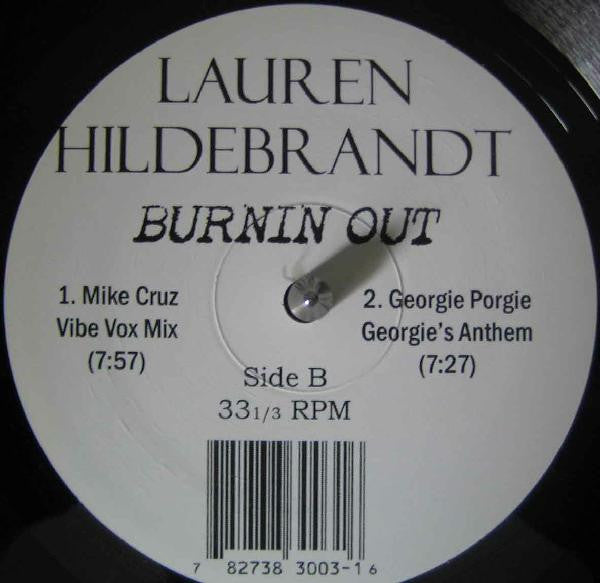 LAUREN
HILDEBRANDT
BURNIN OUT
1. Mike Cruz
Vibe Vox Mix
(7:57)
2. Georgie Porgie
Georgie's Anthem
(7:27)
Side B
33 1/3 RPM
7 82738 3003-1 6